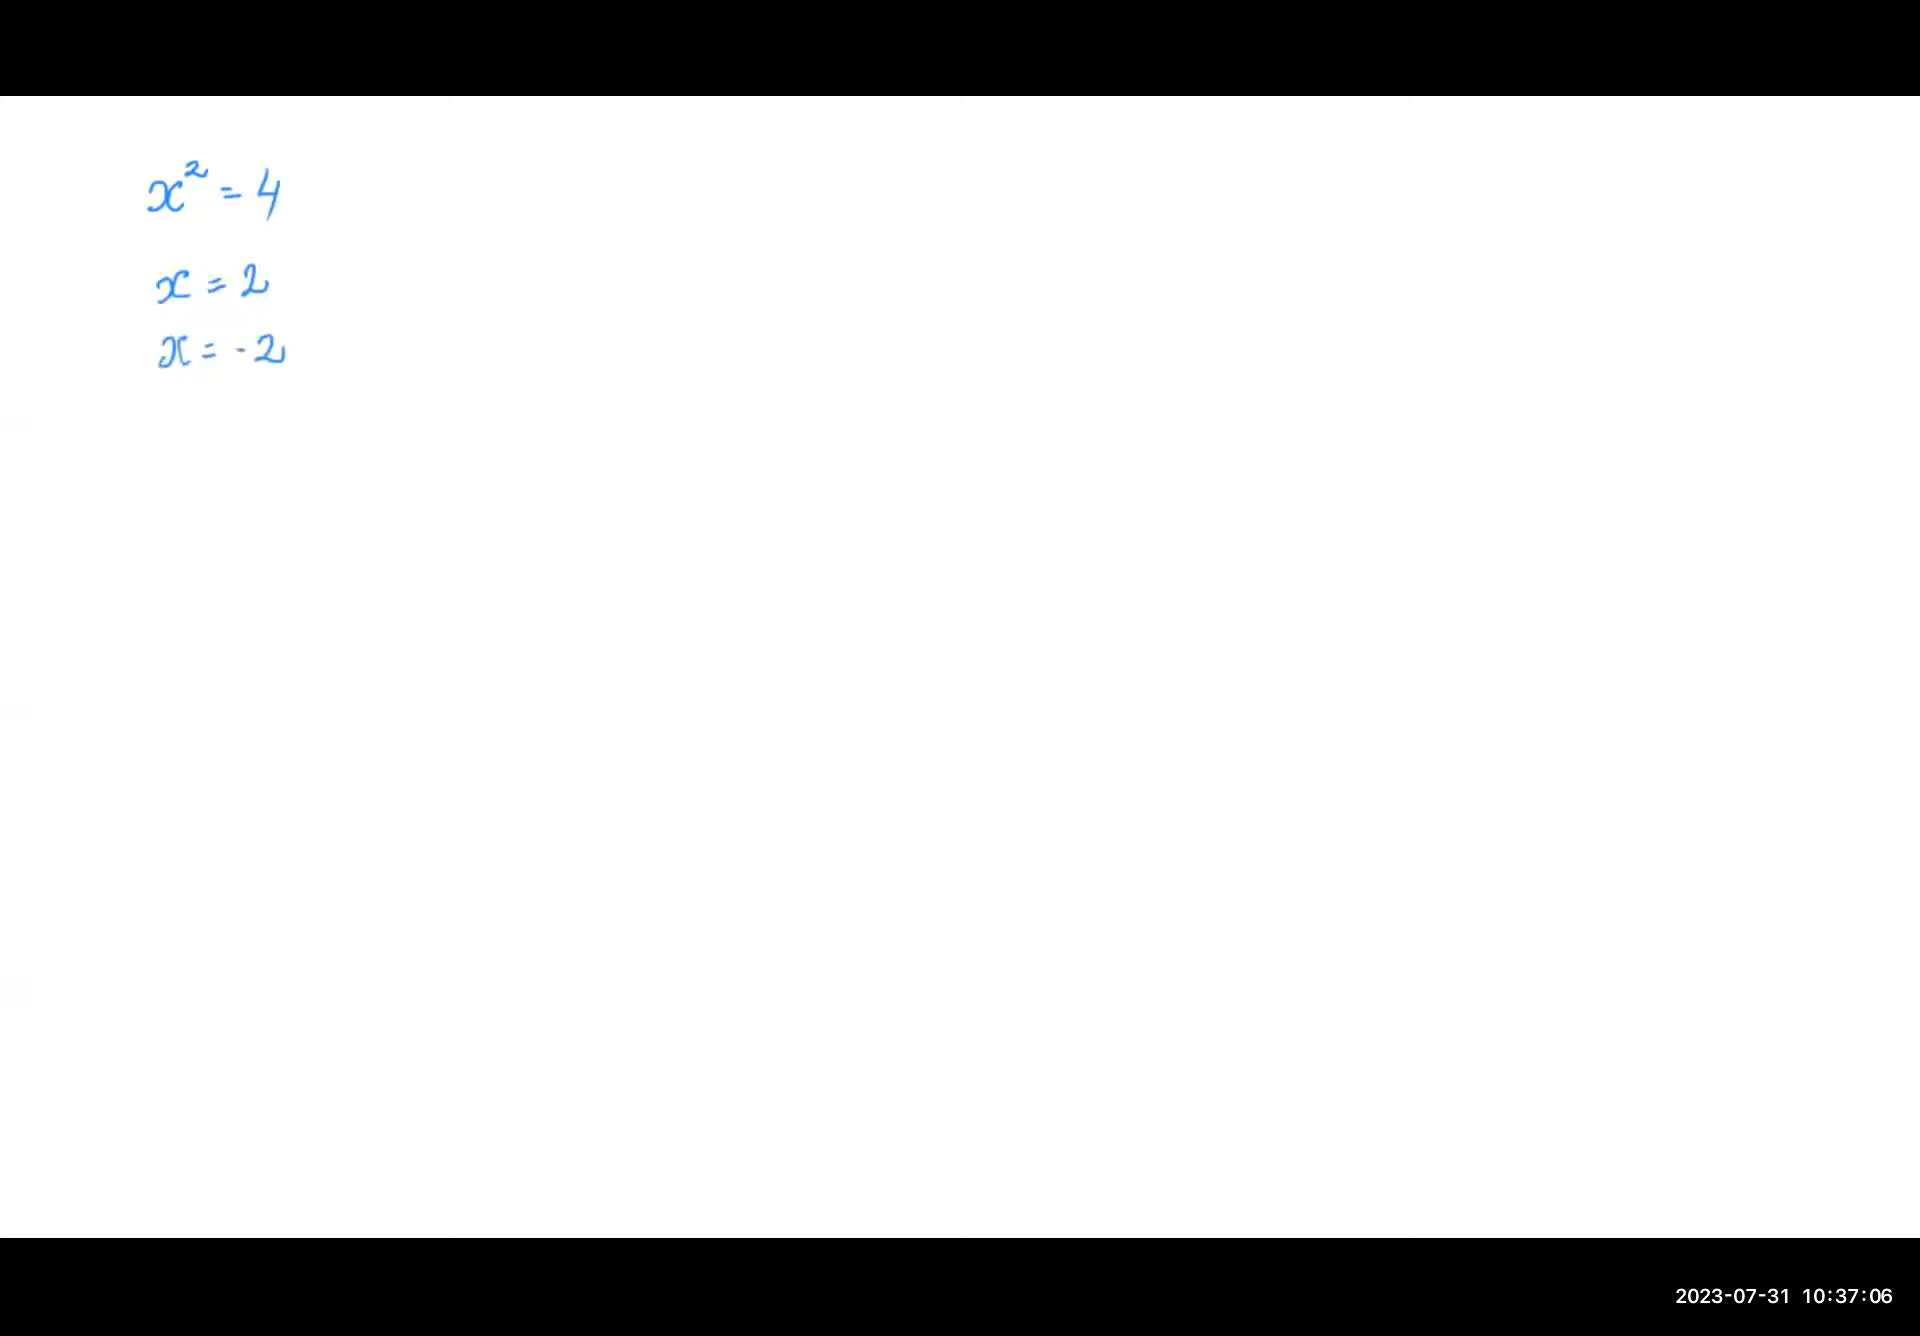 x² = 4
x = 2
x = -2
2023-07-31 10:37:06